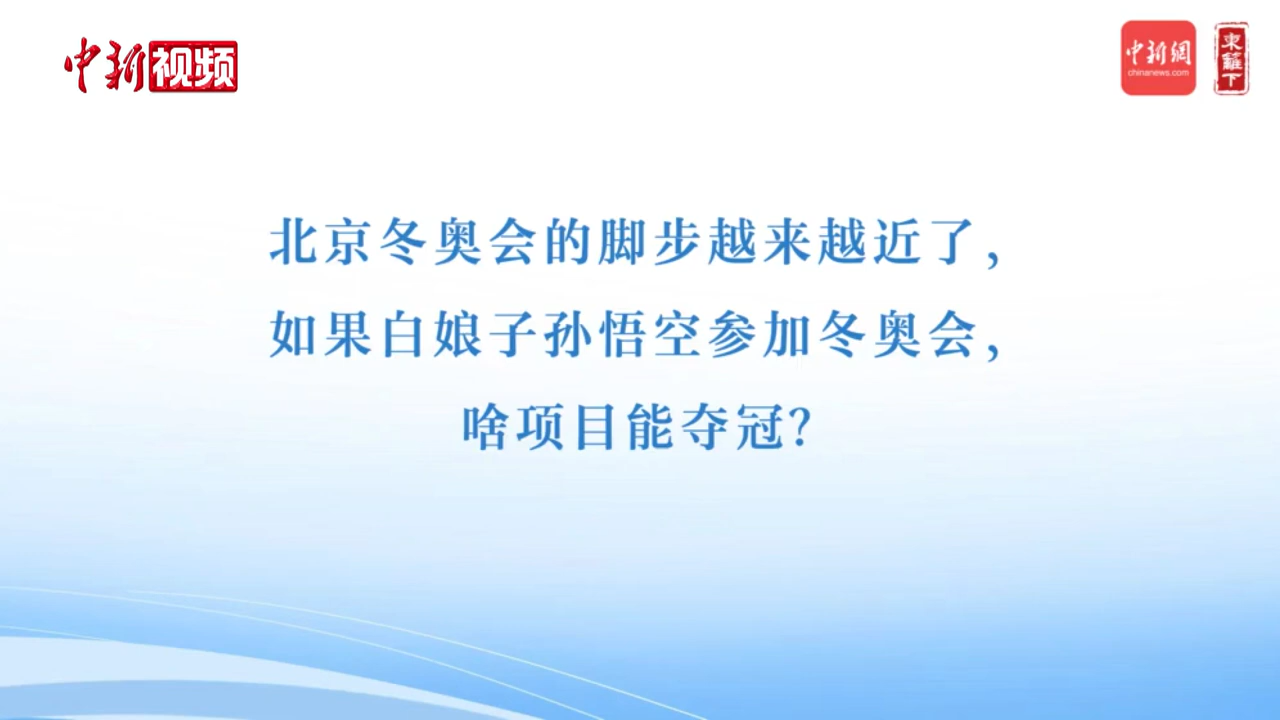 中新视频
中新網
chinanews.com
東籬下
北京冬奥会的脚步越来越近了，
如果白娘子孙悟空参加冬奥会，
啥项目能夺冠？